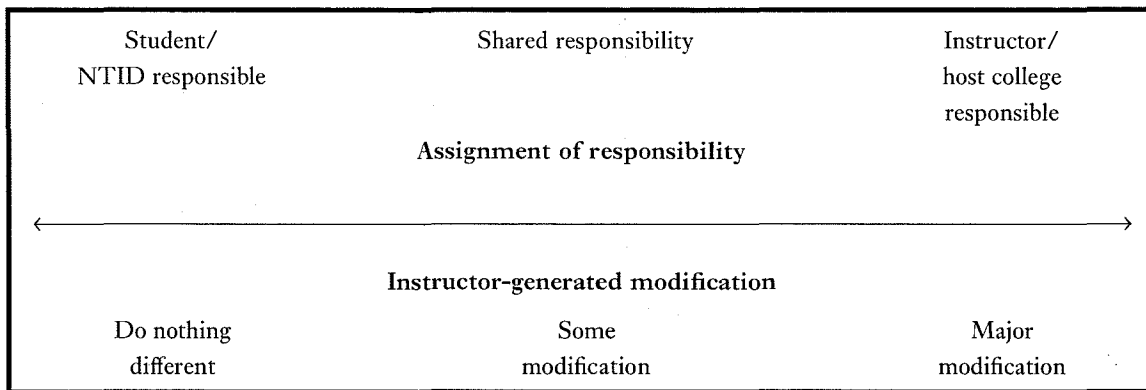 Student/
NTID responsible
Shared responsibility
Instructor/
host college
responsible
Assignment of responsibility
Instructor-generated modification
Do nothing
different
Some
modification
Major
modification